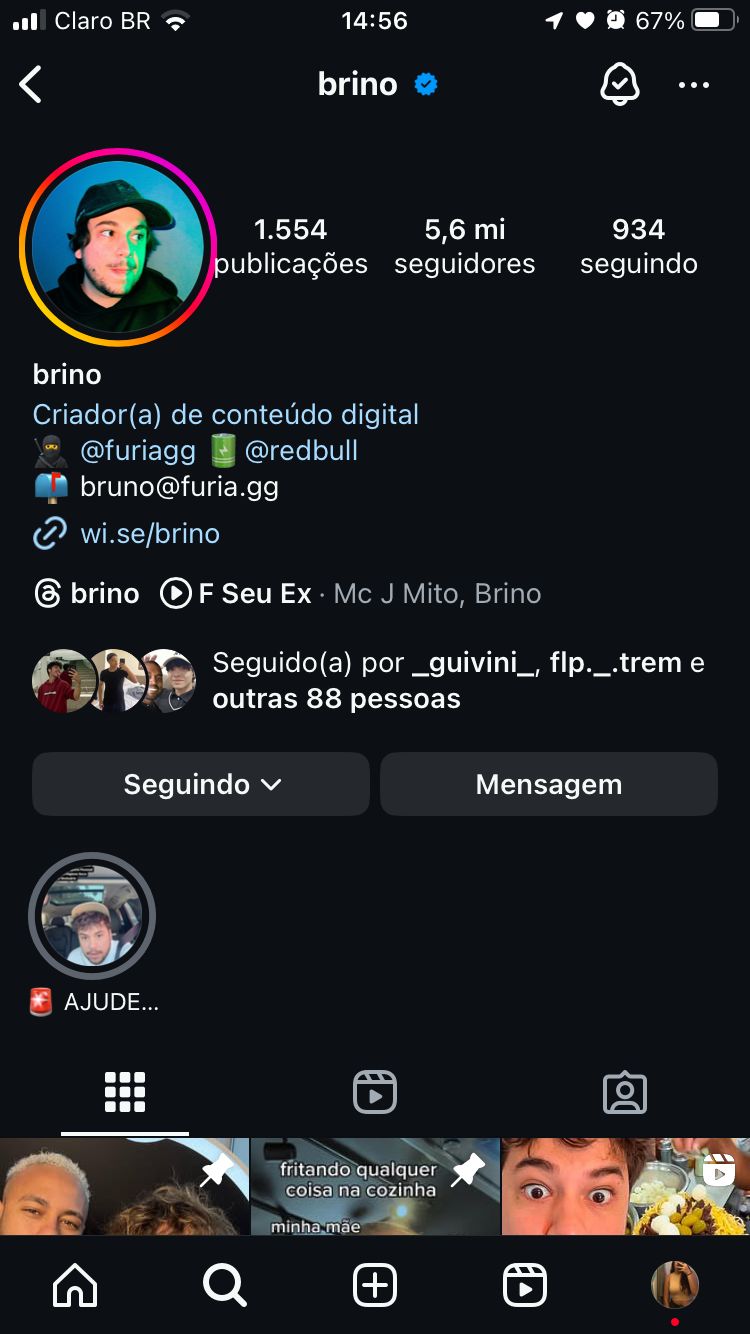 Claro BR 14:56 67%
brino
1.554 5,6 mi 934
publicações seguidores seguindo
brino
Criador(a) de conteúdo digital
@furiagg @redbull
bruno@furia.gg
wi.se/brino
brino F Seu Ex · Mc J Mito, Brino
Seguido(a) por _guivini_, flp._.trem e
outras 88 pessoas
Seguindo Mensagem
AJUDE...
fritando qualquer
coisa na cozinha
minha mãe